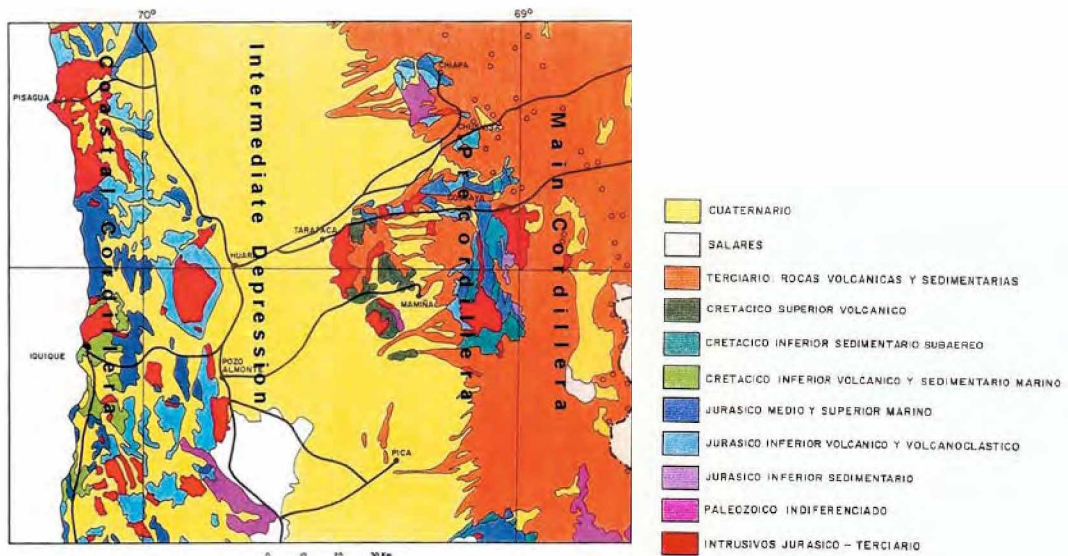 70°
69°
Coastal Cordillera
Intermediate Depression
Precordillera
Main Cordillera
CHIAPA
PISAGUA
TARAPACA
HUARA
MAMIÑA
IQUIQUE
POZO
ALMONTE
PICA
CUATERNARIO
SALARES
TERCIARIO: ROCAS VOLCANICAS Y SEDIMENTARIAS
CRETACICO SUPERIOR VOLCANICO
CRETACICO INFERIOR SEDIMENTARIO SUBAEREO
CRETACICO INFERIOR VOLCANICO Y SEDIMENTARIO MARINO
JURASICO MEDIO Y SUPERIOR MARINO
JURASICO INFERIOR VOLCANICO Y VOLCANOCLASTICO
JURASICO INFERIOR SEDIMENTARIO
PALEOZOICO INDIFERENCIADO
INTRUSIVOS JURASICO - TERCIARIO